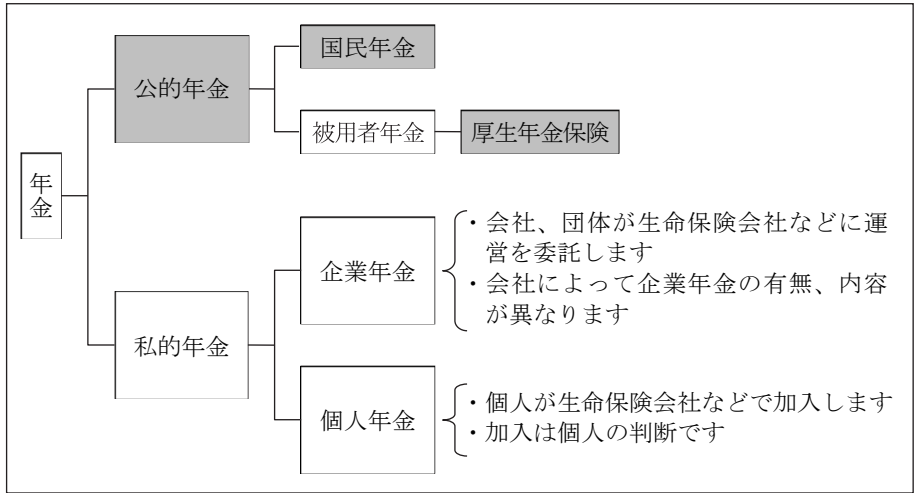 年金
公的年金
国民年金
被用者年金
厚生年金保険
私的年金
企業年金
・会社、団体が生命保険会社などに運
営を委託します
・会社によって企業年金の有無、内容
が異なります
個人年金
・個人が生命保険会社などで加入します
・加入は個人の判断です